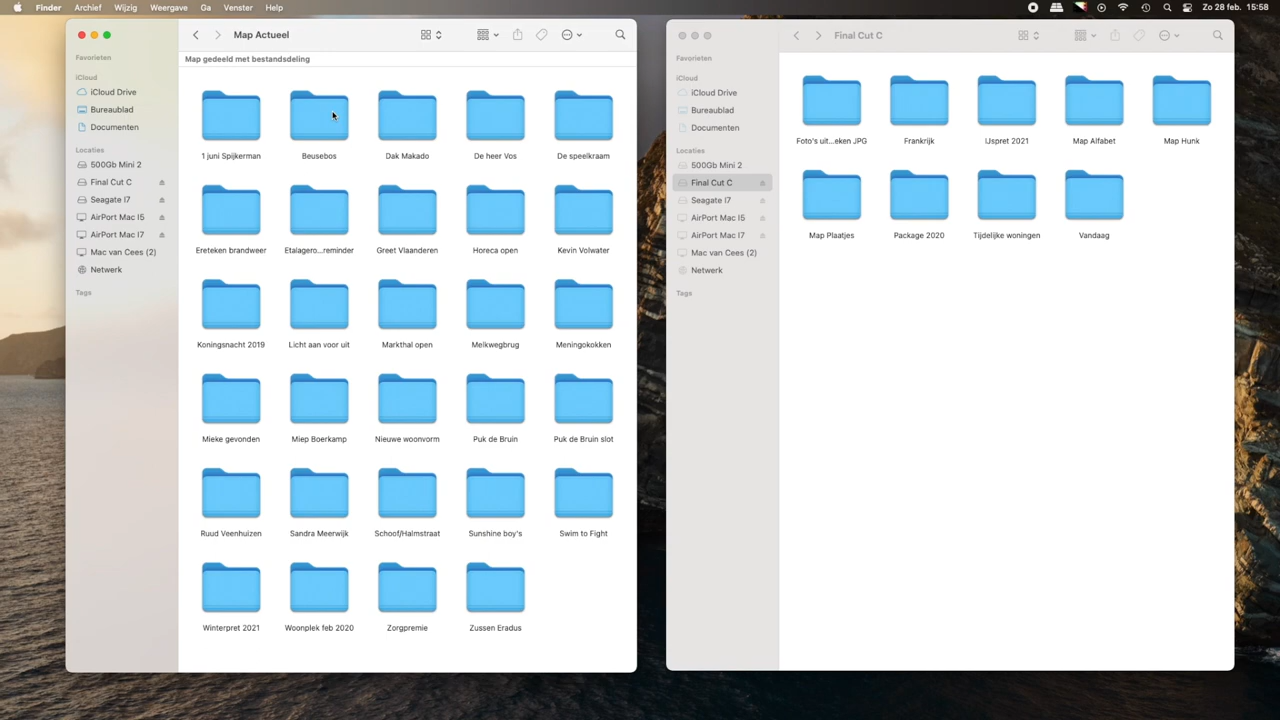 Finder Archief Wijzig Weergave Ga Venster Help
Zo 28 feb. 15:58
Map Actueel
Map gedeeld met bestandsdeling
Favorieten
iCloud
iCloud Drive
Bureaublad
Documenten
Locaties
500Gb Mini 2
Final Cut C
Seagate I7
AirPort Mac I5
AirPort Mac I7
Mac van Cees (2)
Netwerk
Tags
1 juni Spijkerman Beusebos Dak Makado De heer Vos De speelkraam
Ereteken brandweer Etalagero...reminder Greet Vlaanderen Horeca open Kevin Volwater
Koningsnacht 2019 Licht aan voor uit Markthal open Melkwegbrug Meningokokken
Mieke gevonden Miep Boerkamp Nieuwe woonvorm Puk de Bruin Puk de Bruin slot
Ruud Veenhuizen Sandra Meerwijk Schoof/Halmstraat Sunshine boy's Swim to Fight
Winterpret 2021 Woonplek feb 2020 Zorgpremie Zussen Eradus
Final Cut C
Favorieten
iCloud
iCloud Drive
Bureaublad
Documenten
Locaties
500Gb Mini 2
Final Cut C
Seagate I7
AirPort Mac I5
AirPort Mac I7
Mac van Cees (2)
Netwerk
Tags
Foto's uit...eken JPG Frankrijk IJspret 2021 Map Alfabet Map Hunk
Map Plaatjes Package 2020 Tijdelijke woningen Vandaag